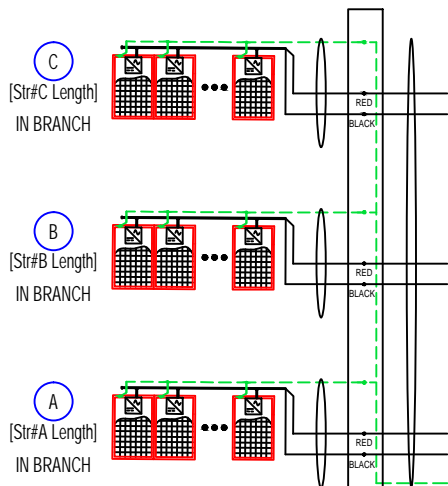 C
[Str#C Length]
IN BRANCH
RED
BLACK
B
[Str#B Length]
IN BRANCH
RED
BLACK
A
[Str#A Length]
IN BRANCH
RED
BLACK